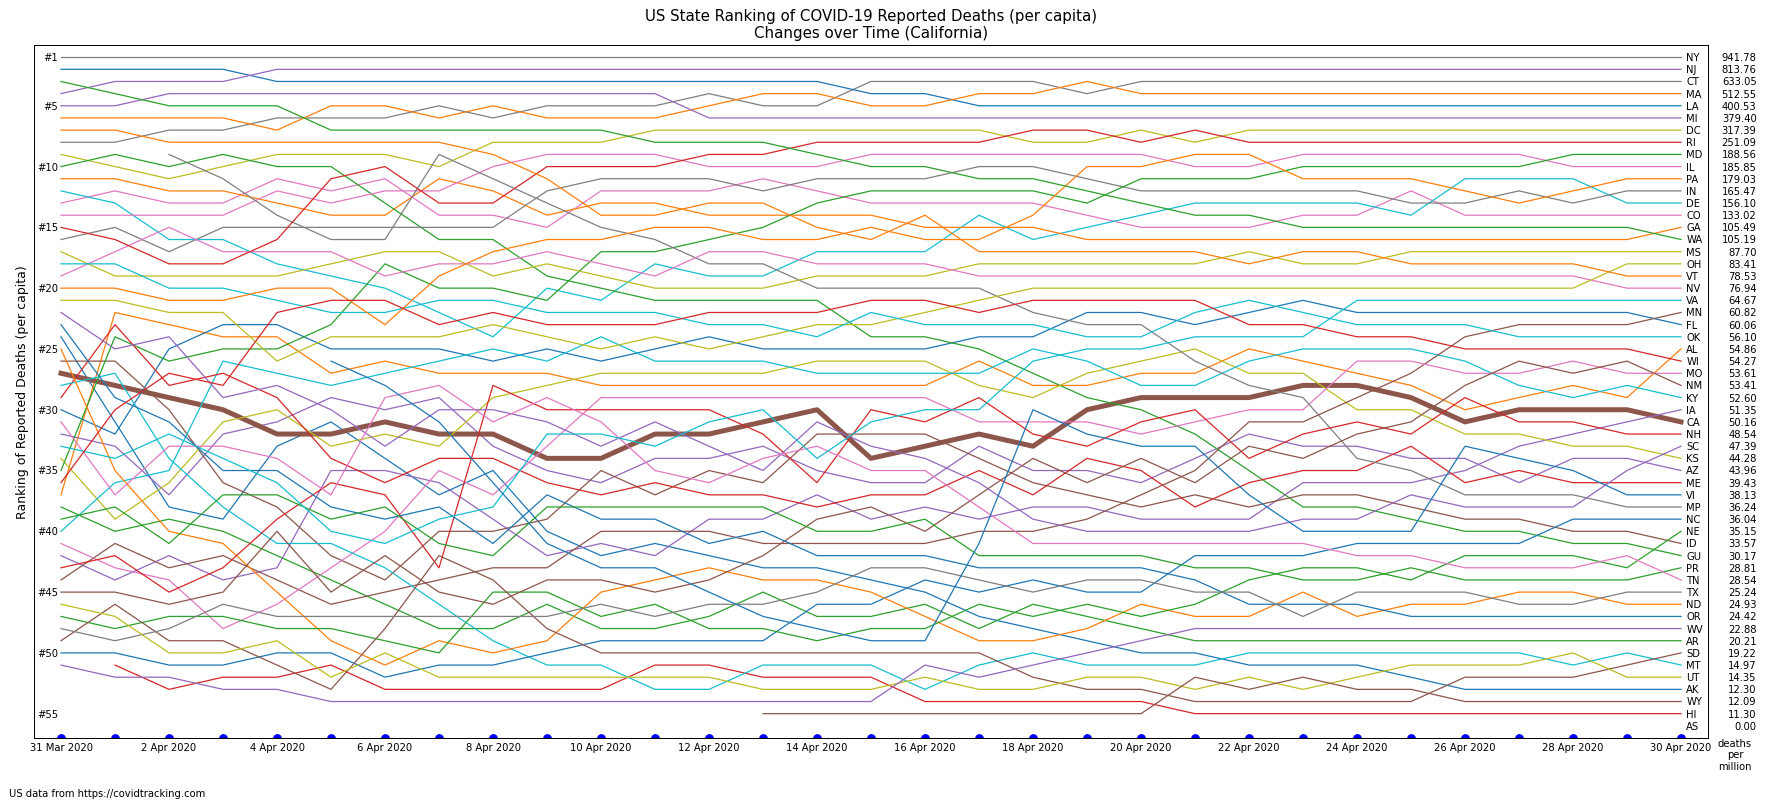 US State Ranking of COVID-19 Reported Deaths (per capita)
Changes over Time (California)
Ranking of Reported Deaths (per capita)
#1
#5
#10
#15
#20
#25
#30
#35
#40
#45
#50
#55
NY 941.78
NJ 813.76
CT 633.05
MA 512.55
LA 400.53
MI 379.40
DC 317.39
RI 251.09
MD 188.56
IL 185.85
PA 179.03
IN 165.47
DE 156.10
CO 133.02
GA 105.49
WA 105.19
MS 87.70
OH 83.41
VT 78.53
NV 76.94
VA 64.67
MN 60.82
FL 60.06
OK 56.10
AL 54.86
WI 54.27
MO 53.61
NM 53.41
KY 52.60
IA 51.35
CA 50.16
NH 48.54
SC 47.39
KS 44.28
AZ 43.96
ME 39.43
VI 38.13
MP 36.24
NC 36.04
NE 35.15
ID 33.57
GU 30.17
PR 28.81
TN 28.54
TX 25.24
ND 24.93
OR 24.42
WV 22.88
AR 20.21
SD 19.22
MT 14.97
UT 14.35
AK 12.30
WY 12.09
HI 11.30
AS 0.00
31 Mar 2020 2 Apr 2020 4 Apr 2020 6 Apr 2020 8 Apr 2020 10 Apr 2020 12 Apr 2020 14 Apr 2020 16 Apr 2020 18 Apr 2020 20 Apr 2020 22 Apr 2020 24 Apr 2020 26 Apr 2020 28 Apr 2020 30 Apr 2020
deaths
per
million
US data from https://covidtracking.com